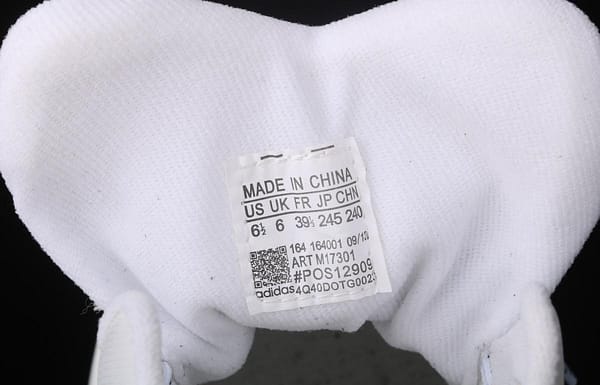 MADE IN CHINA
US UK FR JP CHN
6½ 6 39⅓ 245 240
164 164001 09/13
ART M17301
#POS12909
adidas 4Q40DOTG0023